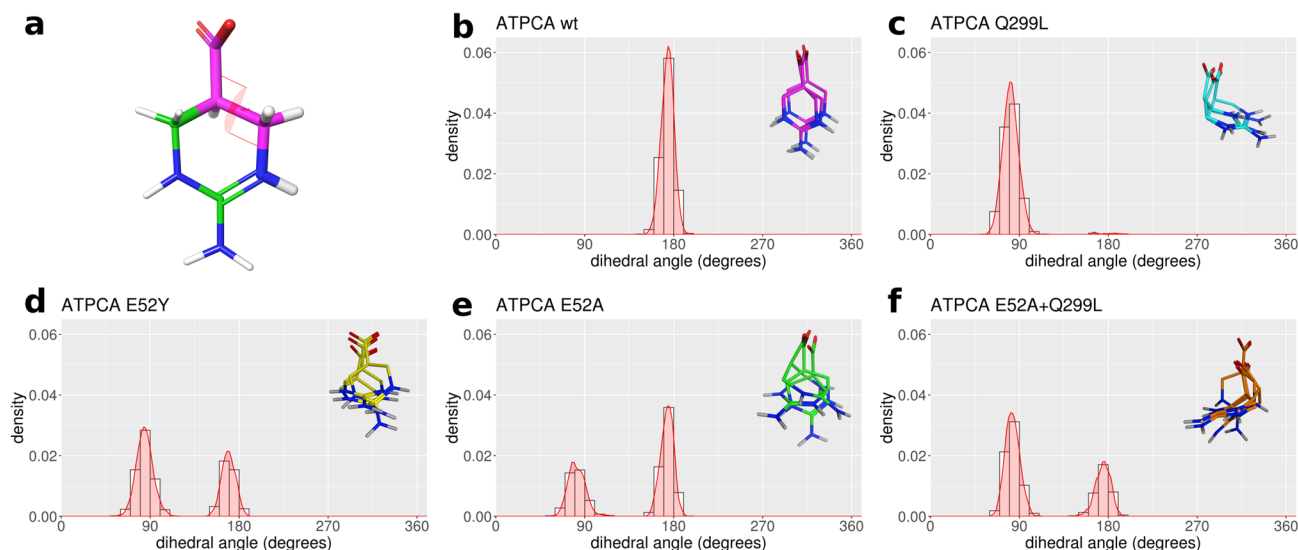 a
b ATPCA wt
density
0.06
0.04
0.02
0.00
0 90 180 270 360
dihedral angle (degrees)
c ATPCA Q299L
density
0.06
0.04
0.02
0.00
0 90 180 270 360
dihedral angle (degrees)
d ATPCA E52Y
density
0.06
0.04
0.02
0.00
0 90 180 270 360
dihedral angle (degrees)
e ATPCA E52A
density
0.06
0.04
0.02
0.00
0 90 180 270 360
dihedral angle (degrees)
f ATPCA E52A+Q299L
density
0.06
0.04
0.02
0.00
0 90 180 270 360
dihedral angle (degrees)